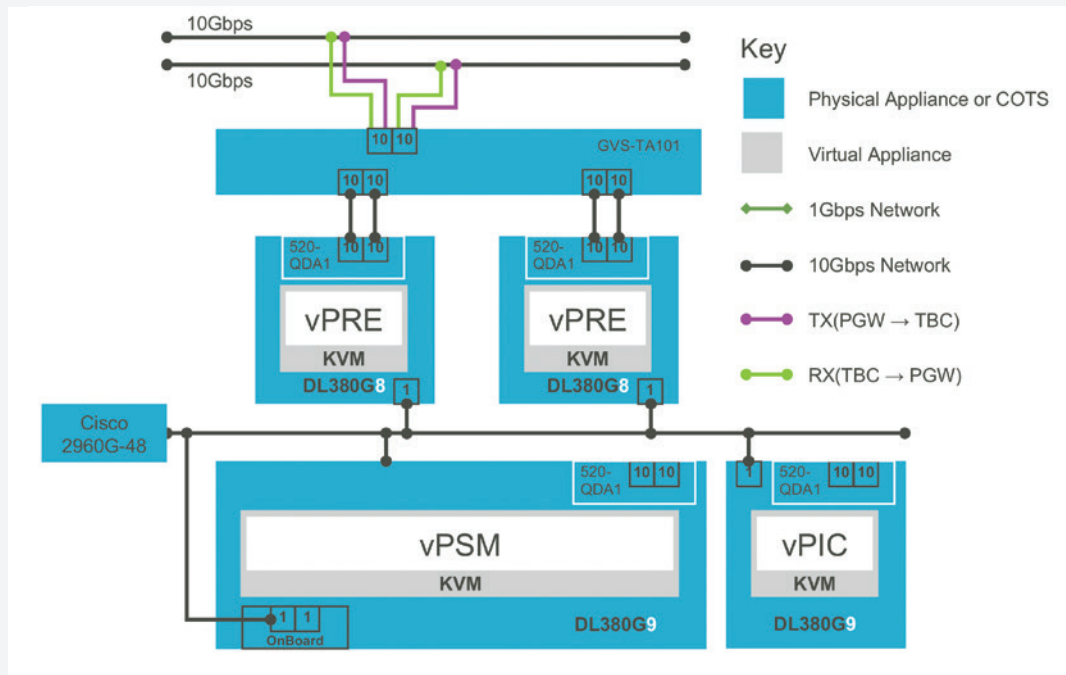 10Gbps
10Gbps
10 10
GVS-TA101
10 10
10 10
520-
QDA1
10 10
vPRE
KVM
DL380G8
1
520-
QDA1
10 10
vPRE
KVM
DL380G8
1
Cisco
2960G-48
520-
QDA1
10 10
vPSM
KVM
1 1
OnBoard
DL380G9
1
520-
QDA1
10 10
vPIC
KVM
DL380G9
Key
Physical Appliance or COTS
Virtual Appliance
1Gbps Network
10Gbps Network
TX(PGW → TBC)
RX(TBC → PGW)